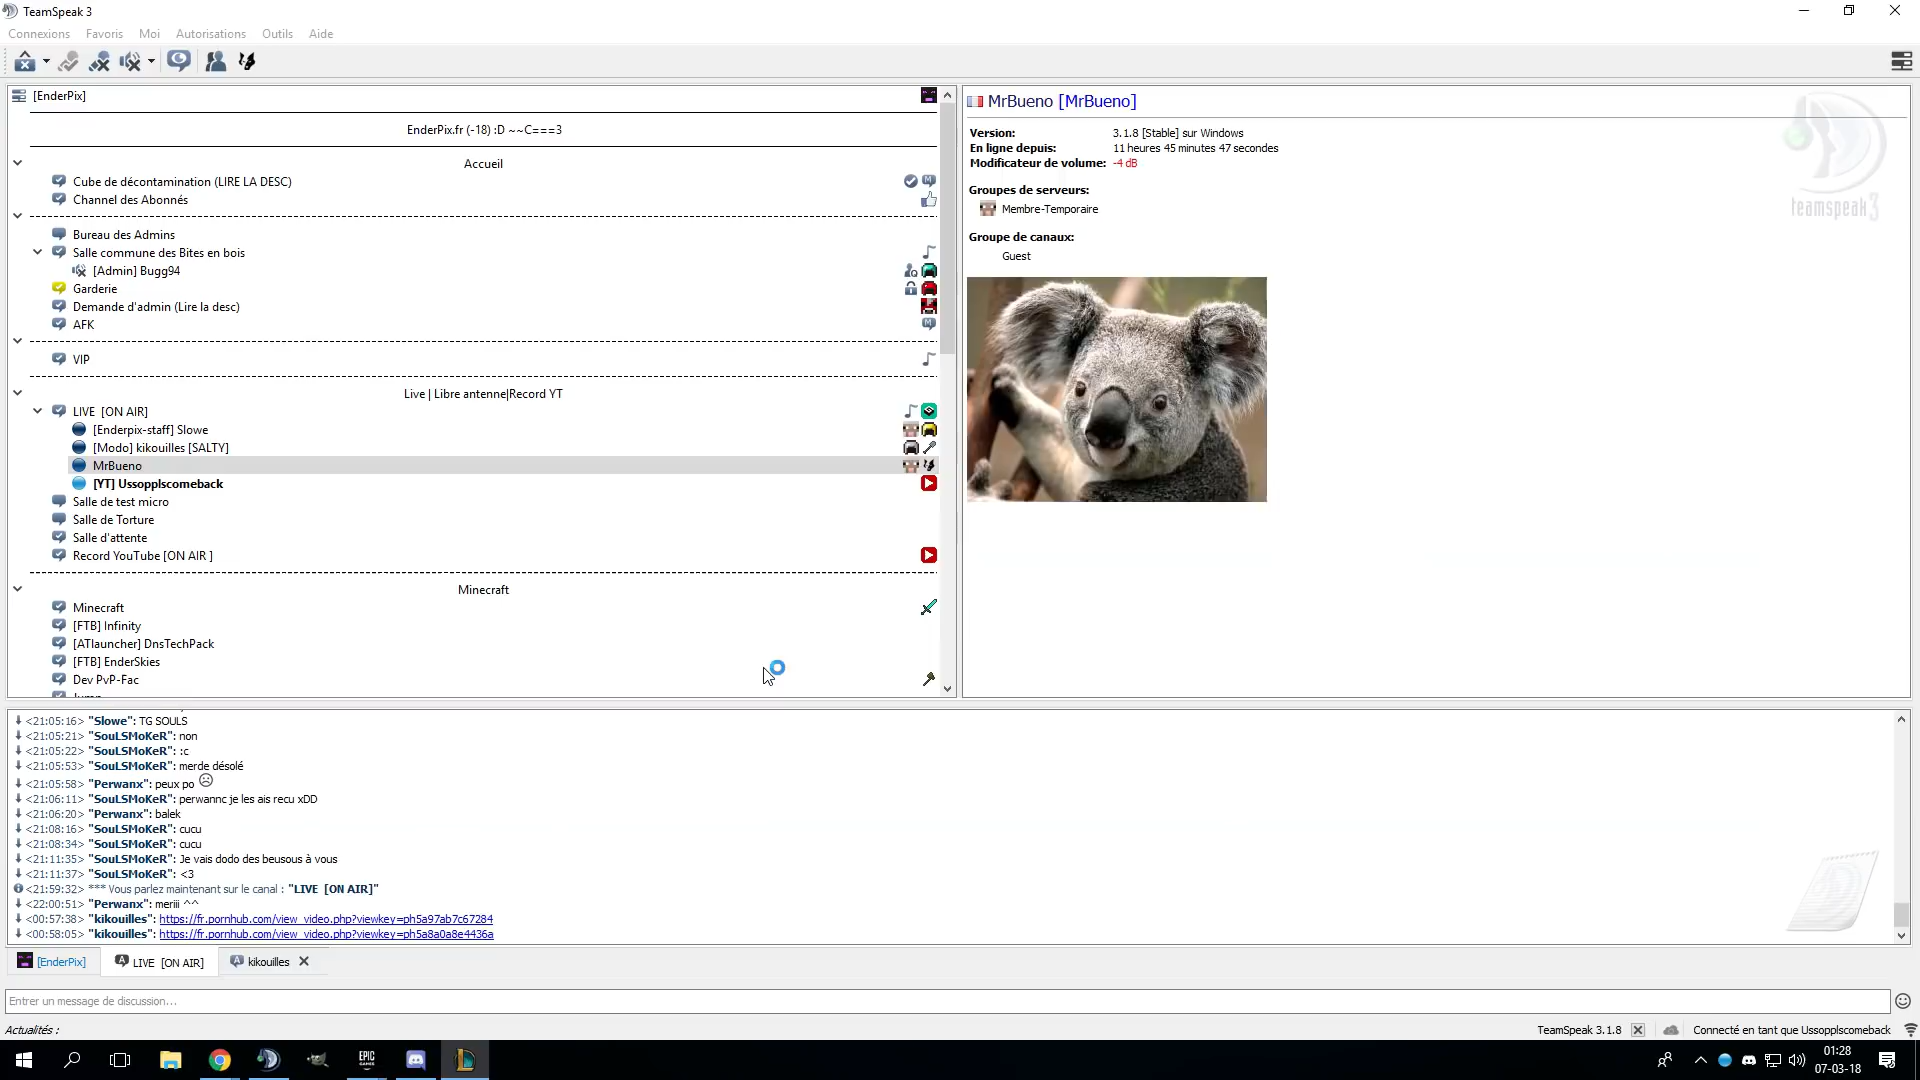 TeamSpeak 3
Connexions Favoris Moi Autorisations Outils Aide
[EnderPix]
EnderPix.fr (-18) :D ~~C===3
Accueil
Cube de décontamination (LIRE LA DESC)
Channel des Abonnés
Bureau des Admins
Salle commune des Bites en bois
[Admin] Bugg94
Garderie
Demande d'admin (Lire la desc)
AFK
VIP
Live | Libre antenne|Record YT
LIVE [ON AIR]
[Enderpix-staff] Slowe
[Modo] kikouilles [SALTY]
MrBueno
[YT] Ussopplscomeback
Salle de test micro
Salle de Torture
Salle d'attente
Record YouTube [ON AIR ]
Minecraft
Minecraft
[FTB] Infinity
[ATlauncher] DnsTechPack
[FTB] EnderSkies
Dev PvP-Fac
MrBueno [MrBueno]
Version: 3.1.8 [Stable] sur Windows
En ligne depuis: 11 heures 45 minutes 47 secondes
Modificateur de volume: -4 dB
Groupes de serveurs:
Membre-Temporaire
Groupe de canaux:
Guest
teamspeak3
<21:05:16> "Slowe": TG SOULS
<21:05:21> "SouLSMoKeR": non
<21:05:22> "SouLSMoKeR": :c
<21:05:53> "SouLSMoKeR": merde désolé
<21:05:58> "Perwanx": peux po
<21:06:11> "SouLSMoKeR": perwannc je les ais recu xDD
<21:06:20> "Perwanx": balek
<21:08:16> "SouLSMoKeR": cucu
<21:08:34> "SouLSMoKeR": cucu
<21:11:35> "SouLSMoKeR": Je vais dodo des beusous à vous
<21:11:37> "SouLSMoKeR": <3
<21:59:32> *** Vous parlez maintenant sur le canal : "LIVE [ON AIR]"
<22:00:51> "Perwanx": meriii ^^
<00:57:38> "kikouilles": https://fr.pornhub.com/view_video.php?viewkey=ph5a97ab7c67284
<00:58:05> "kikouilles": https://fr.pornhub.com/view_video.php?viewkey=ph5a8a0a8e4436a
[EnderPix] LIVE [ON AIR] kikouilles
Entrer un message de discussion...
Actualités : TeamSpeak 3.1.8 Connecté en tant que Ussopplscomeback
EPIC GAMES
01:28
07-03-18